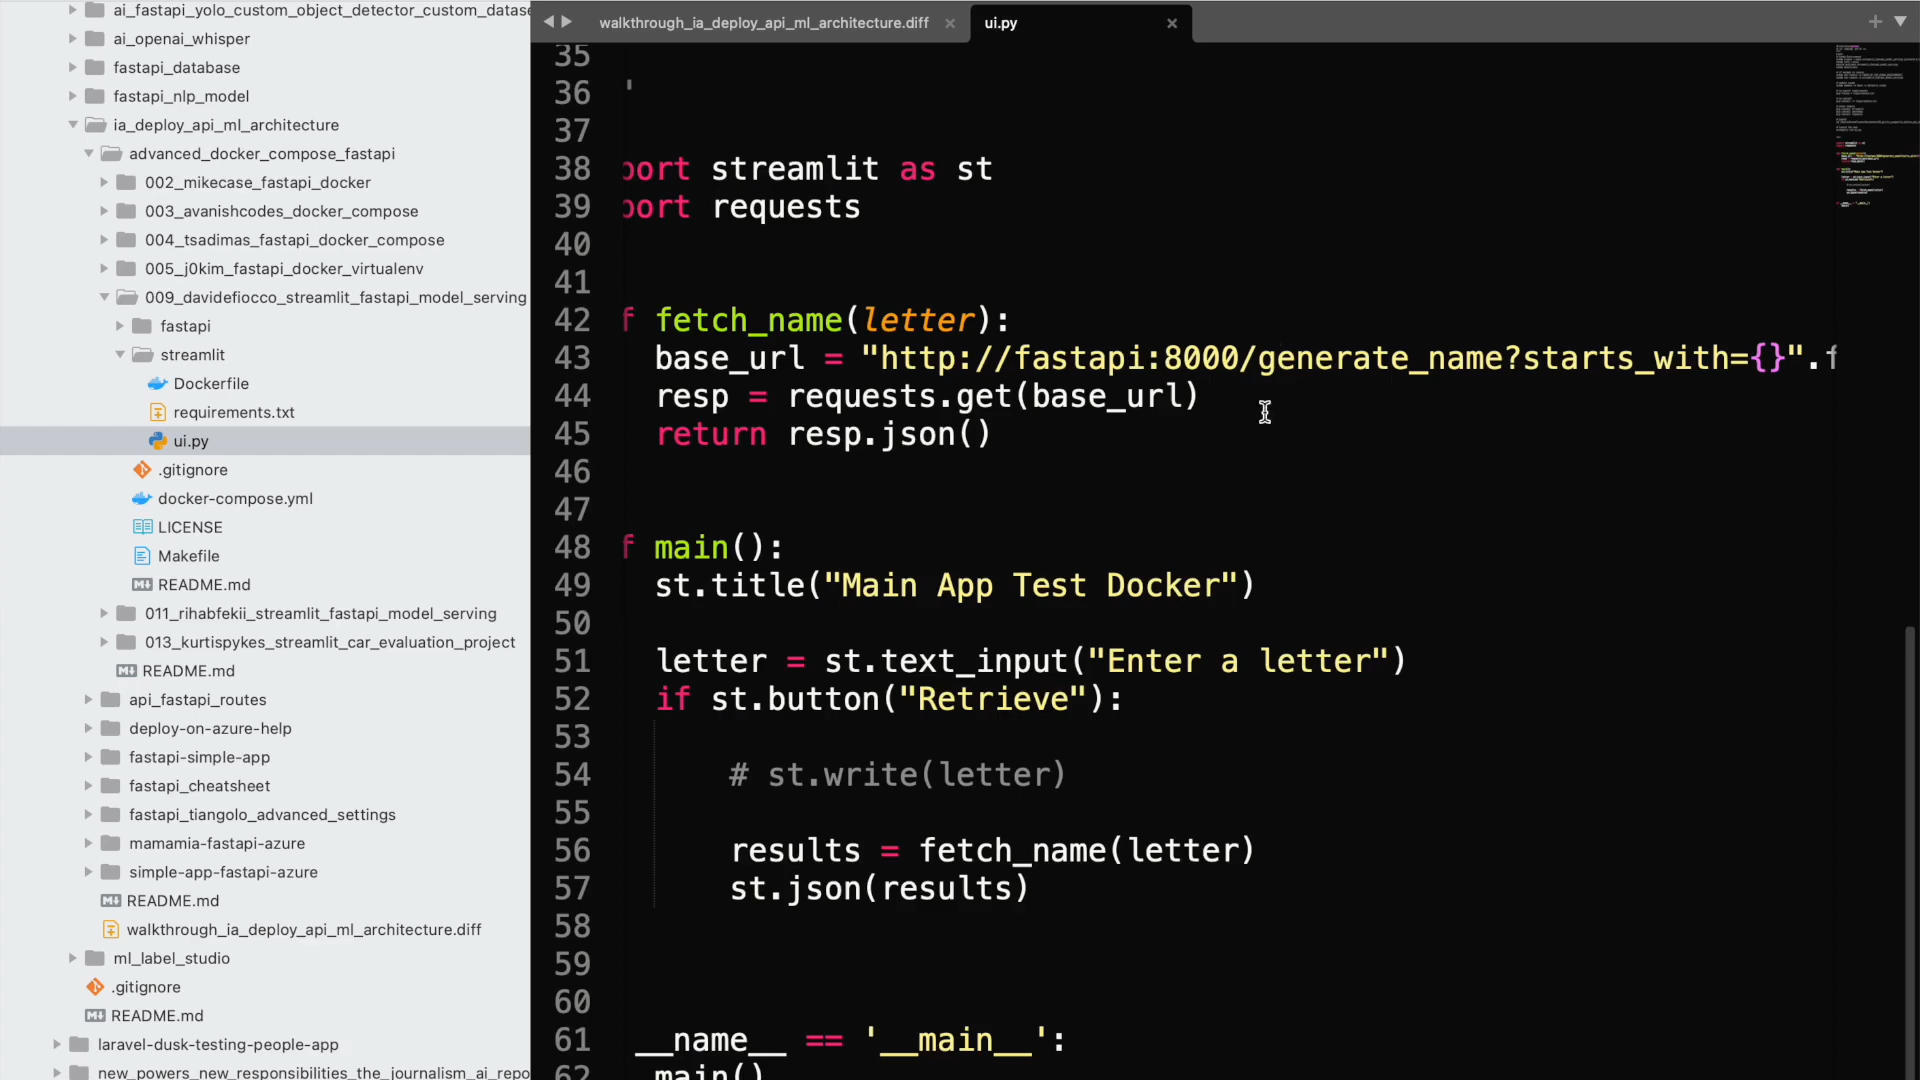 ai_fastapi_yolo_custom_object_detector_custom_datase
ai_openai_whisper
fastapi_database
fastapi_nlp_model
ia_deploy_api_ml_architecture
advanced_docker_compose_fastapi
002_mikecase_fastapi_docker
003_avanishcodes_docker_compose
004_tsadimas_fastapi_docker_compose
005_j0kim_fastapi_docker_virtualenv
009_davidefiocco_streamlit_fastapi_model_serving
fastapi
streamlit
Dockerfile
requirements.txt
ui.py
.gitignore
docker-compose.yml
LICENSE
Makefile
README.md
011_rihabfekii_streamlit_fastapi_model_serving
013_kurtispykes_streamlit_car_evaluation_project
README.md
api_fastapi_routes
deploy-on-azure-help
fastapi-simple-app
fastapi_cheatsheet
fastapi_tiangolo_advanced_settings
mamamia-fastapi-azure
simple-app-fastapi-azure
README.md
walkthrough_ia_deploy_api_ml_architecture.diff
ml_label_studio
.gitignore
README.md
laravel-dusk-testing-people-app
new_powers_new_responsibilities_the_journalism_ai_repo
walkthrough_ia_deploy_api_ml_architecture.diff ui.py
35
36 '
37
38 port streamlit as st
39 port requests
40
41
42 f fetch_name(letter):
43 base_url = "http://fastapi:8000/generate_name?starts_with={}".f
44 resp = requests.get(base_url)
45 return resp.json()
46
47
48 f main():
49 st.title("Main App Test Docker")
50
51 letter = st.text_input("Enter a letter")
52 if st.button("Retrieve"):
53
54 # st.write(letter)
55
56 results = fetch_name(letter)
57 st.json(results)
58
59
60
61 __name__ == '__main__':
62 main()